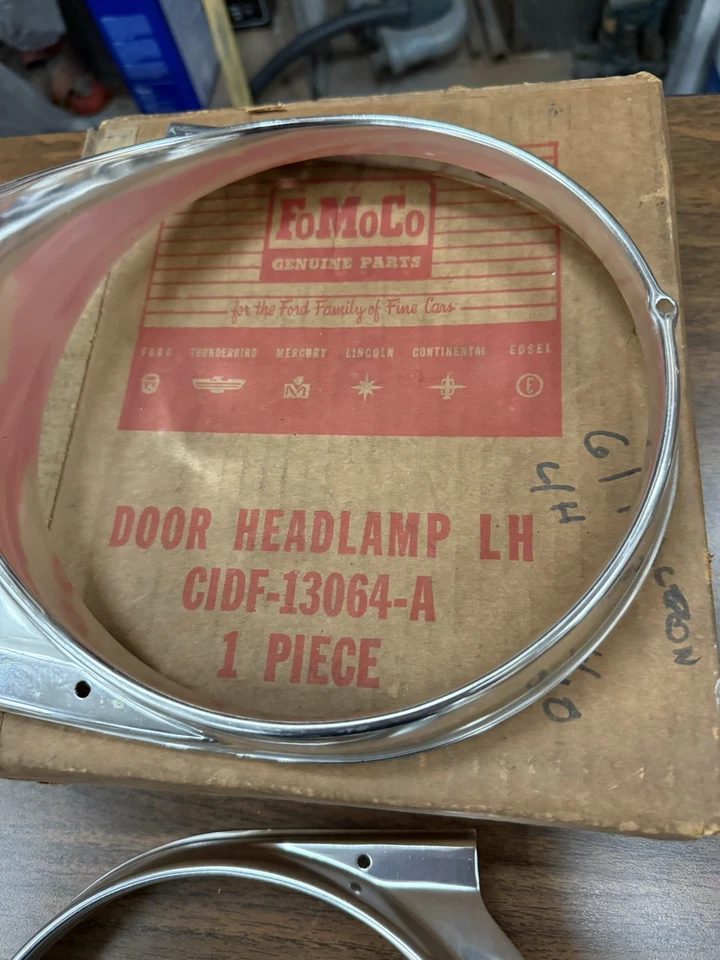 FoMoCo
GENUINE PARTS
for the Ford Family of Fine Cars
FORD THUNDERBIRD MERCURY LINCOLN CONTINENTAL EDSEL
M
E
DOOR HEADLAMP LH
CIDF-13064-A
1 PIECE
61'